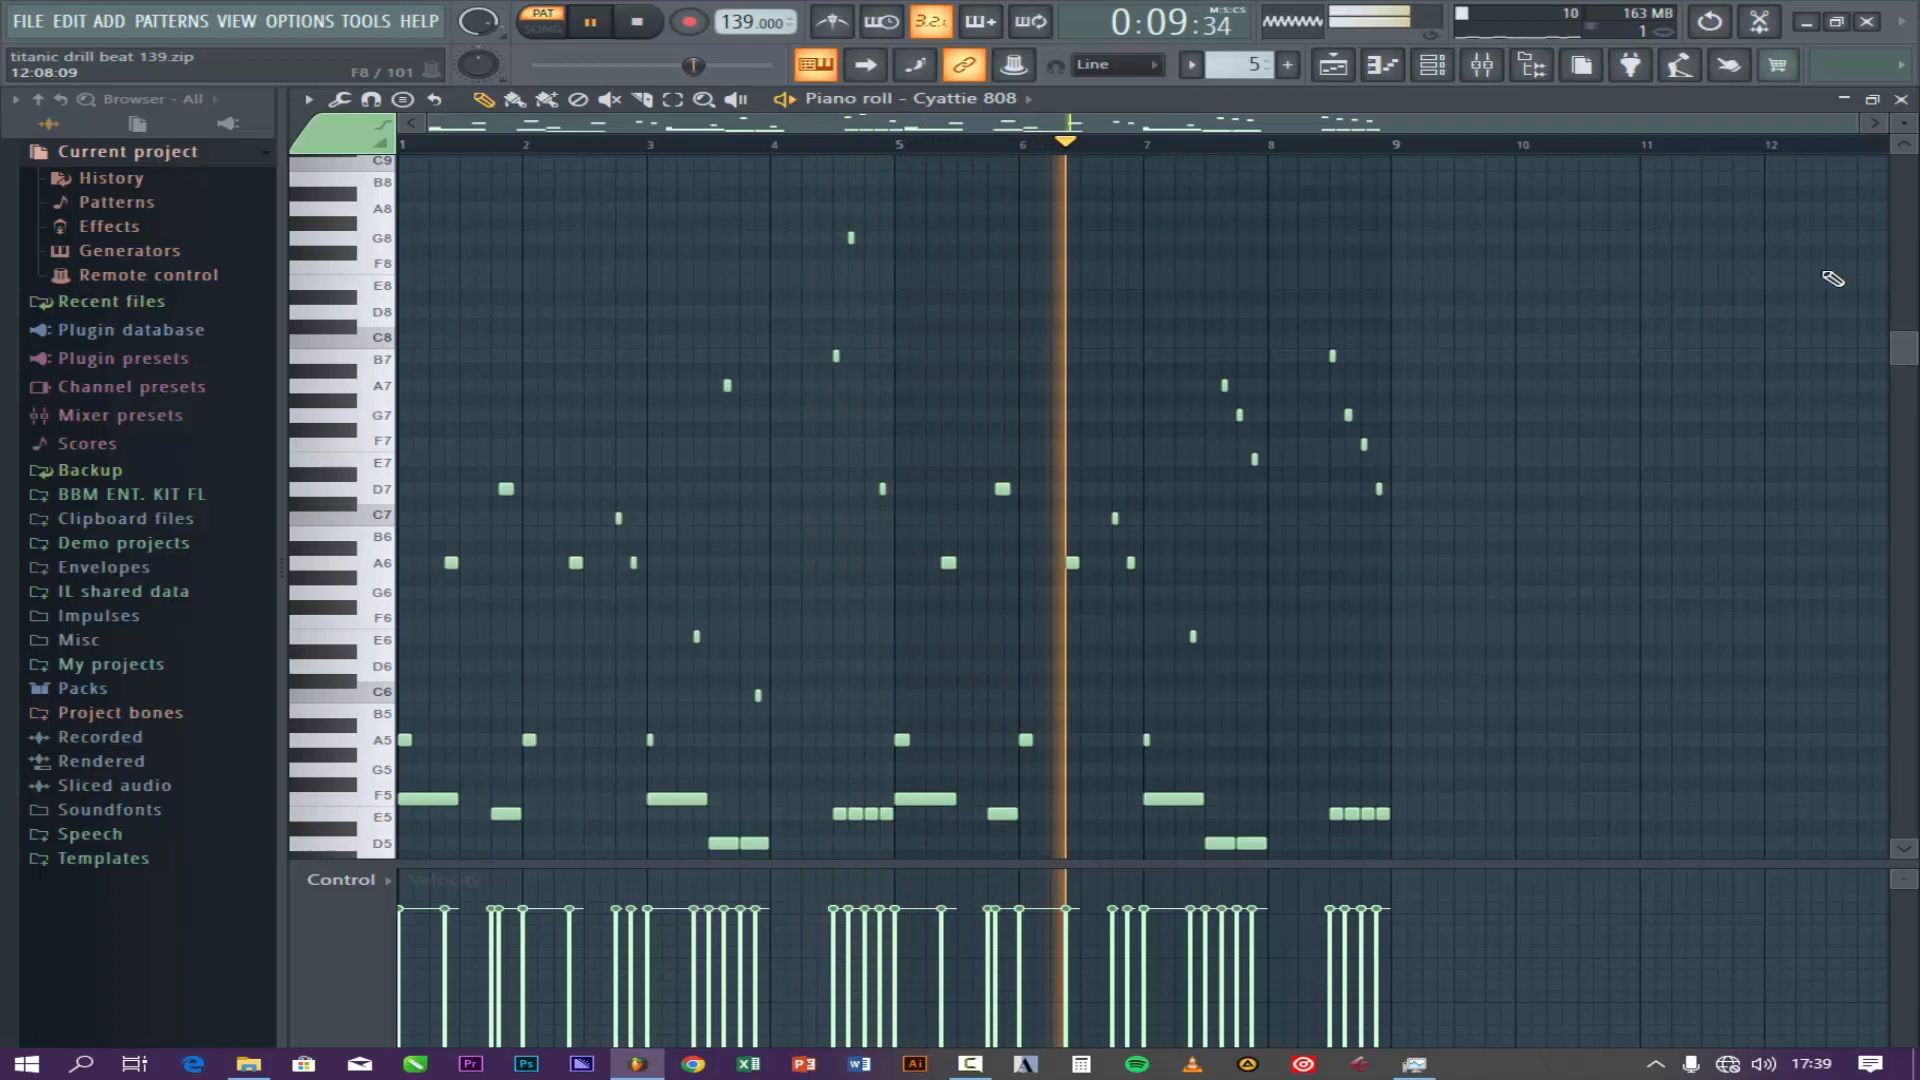 FILE EDIT ADD PATTERNS VIEW OPTIONS TOOLS HELP
PAT
SONG
139.000
3.2.
0:09:34
M:S:CS
10
163 MB
1
titanic drill beat 139.zip
12:08:09
F8 / 101
Line
5
Browser - All
Piano roll - Cyattie 808
Current project
History
Patterns
Effects
Generators
Remote control
Recent files
Plugin database
Plugin presets
Channel presets
Mixer presets
Scores
Backup
BBM ENT. KIT FL
Clipboard files
Demo projects
Envelopes
IL shared data
Impulses
Misc
My projects
Packs
Project bones
Recorded
Rendered
Sliced audio
Soundfonts
Speech
Templates
1 2 3 4 5 6 7 8 9 10 11 12
C9
B8
A8
G8
F8
E8
D8
C8
B7
A7
G7
F7
E7
D7
C7
B6
A6
G6
F6
E6
D6
C6
B5
A5
G5
F5
E5
D5
Control
Velocity
Pr
Ps
Ai
17:39